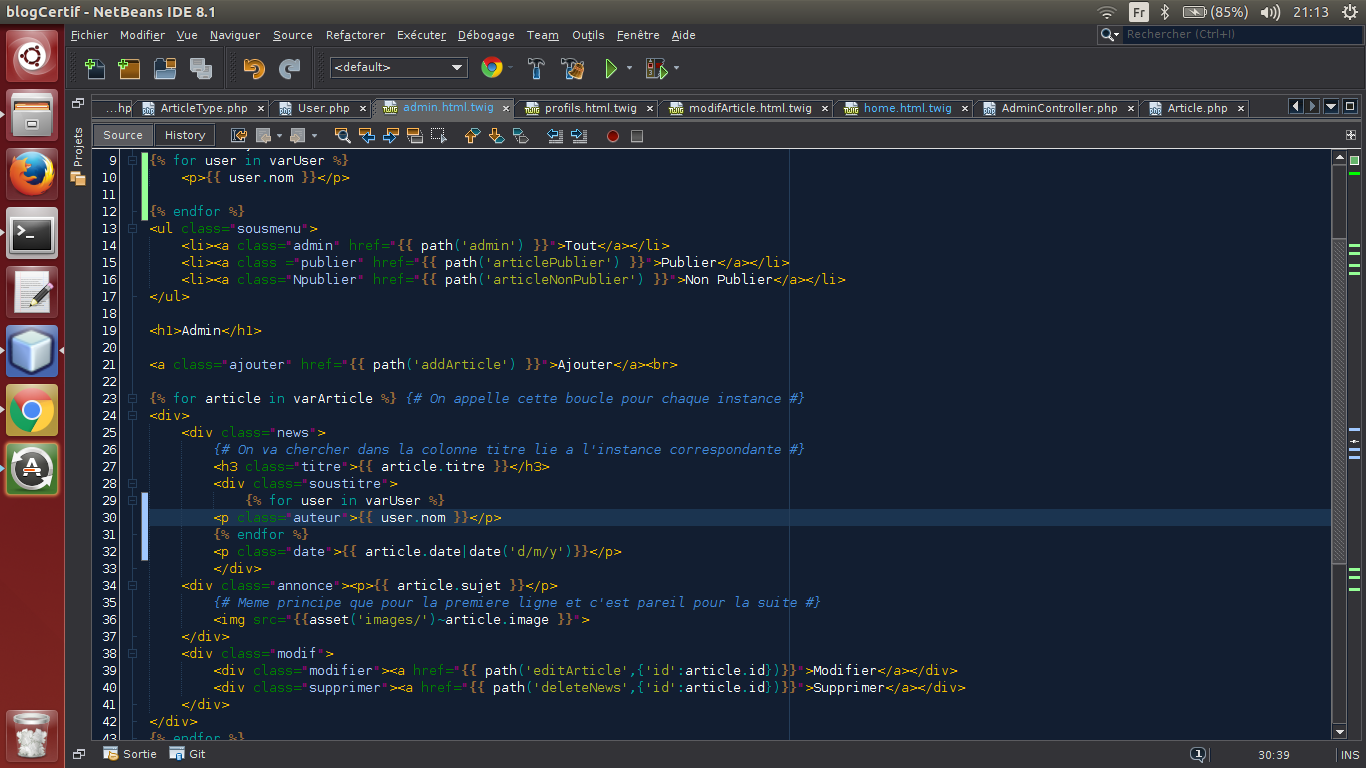 blogCertif - NetBeans IDE 8.1
Fr (85%) 21:13
Fichier Modifier Vue Naviguer Source Refactorer Exécuter Débogage Team Outils Fenêtre Aide
Rechercher (Ctrl+I)
<default>
...hp ArticleType.php User.php admin.html.twig profils.html.twig modifArticle.html.twig home.html.twig AdminController.php Article.php
Source History
Projets
9 {% for user in varUser %}
10 <p>{{ user.nom }}</p>
11
12 {% endfor %}
13 <ul class="sousmenu">
14 <li><a class="admin" href="{{ path('admin') }}">Tout</a></li>
15 <li><a class ="publier" href="{{ path('articlePublier') }}">Publier</a></li>
16 <li><a class="Npublier" href="{{ path('articleNonPublier') }}">Non Publier</a></li>
17 </ul>
18
19 <h1>Admin</h1>
20
21 <a class="ajouter" href="{{ path('addArticle') }}">Ajouter</a><br>
22
23 {% for article in varArticle %} {# On appelle cette boucle pour chaque instance #}
24 <div>
25 <div class="news">
26 {# On va chercher dans la colonne titre lie a l'instance correspondante #}
27 <h3 class="titre">{{ article.titre }}</h3>
28 <div class="soustitre">
29 {% for user in varUser %}
30 <p class="auteur">{{ user.nom }}</p>
31 {% endfor %}
32 <p class="date">{{ article.date|date('d/m/y')}}</p>
33 </div>
34 <div class="annonce"><p>{{ article.sujet }}</p>
35 {# Meme principe que pour la premiere ligne et c'est pareil pour la suite #}
36 <img src="{{asset('images/')~article.image }}">
37 </div>
38 <div class="modif">
39 <div class="modifier"><a href="{{ path('editArticle',{'id':article.id})}}">Modifier</a></div>
40 <div class="supprimer"><a href="{{ path('deleteNews',{'id':article.id})}}">Supprimer</a></div>
41 </div>
42 </div>
43 {% endfor %}
Sortie Git
1 30:39 INS